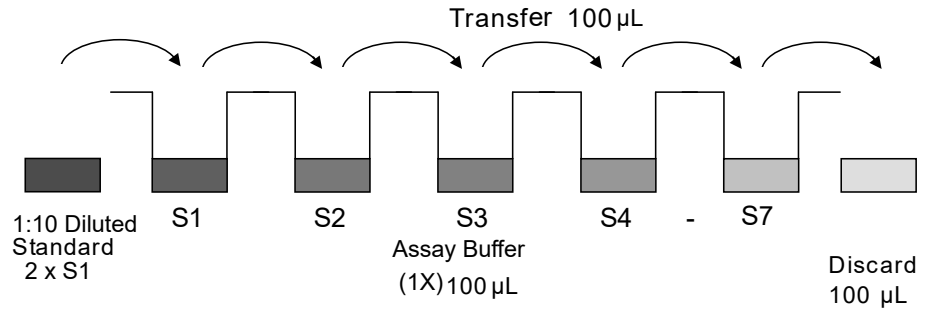 Transfer 100 µL
S1 S2 S3 S4 - S7
1:10 Diluted
Standard
2 x S1
Assay Buffer
(1X) 100 µL
Discard
100 µL